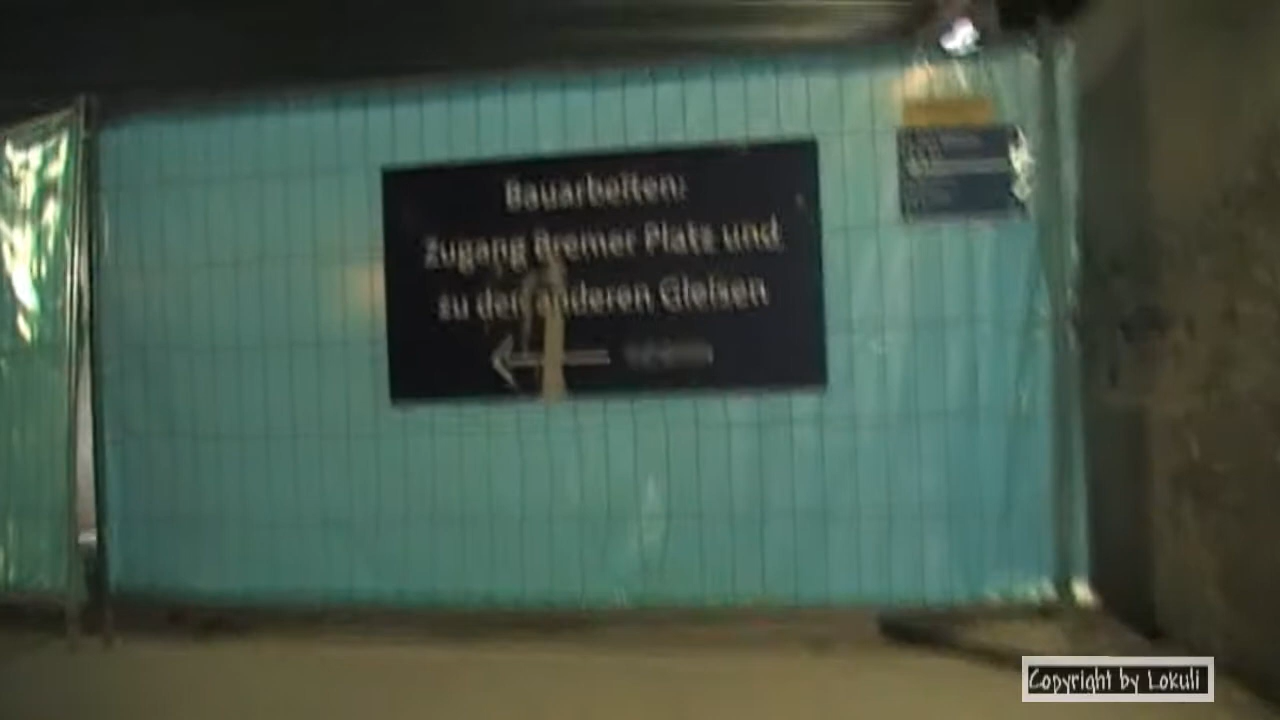 Bauarbeiten:
Zugang Bremer Platz und
zu den anderen Gleisen
Copyright by Lokuli